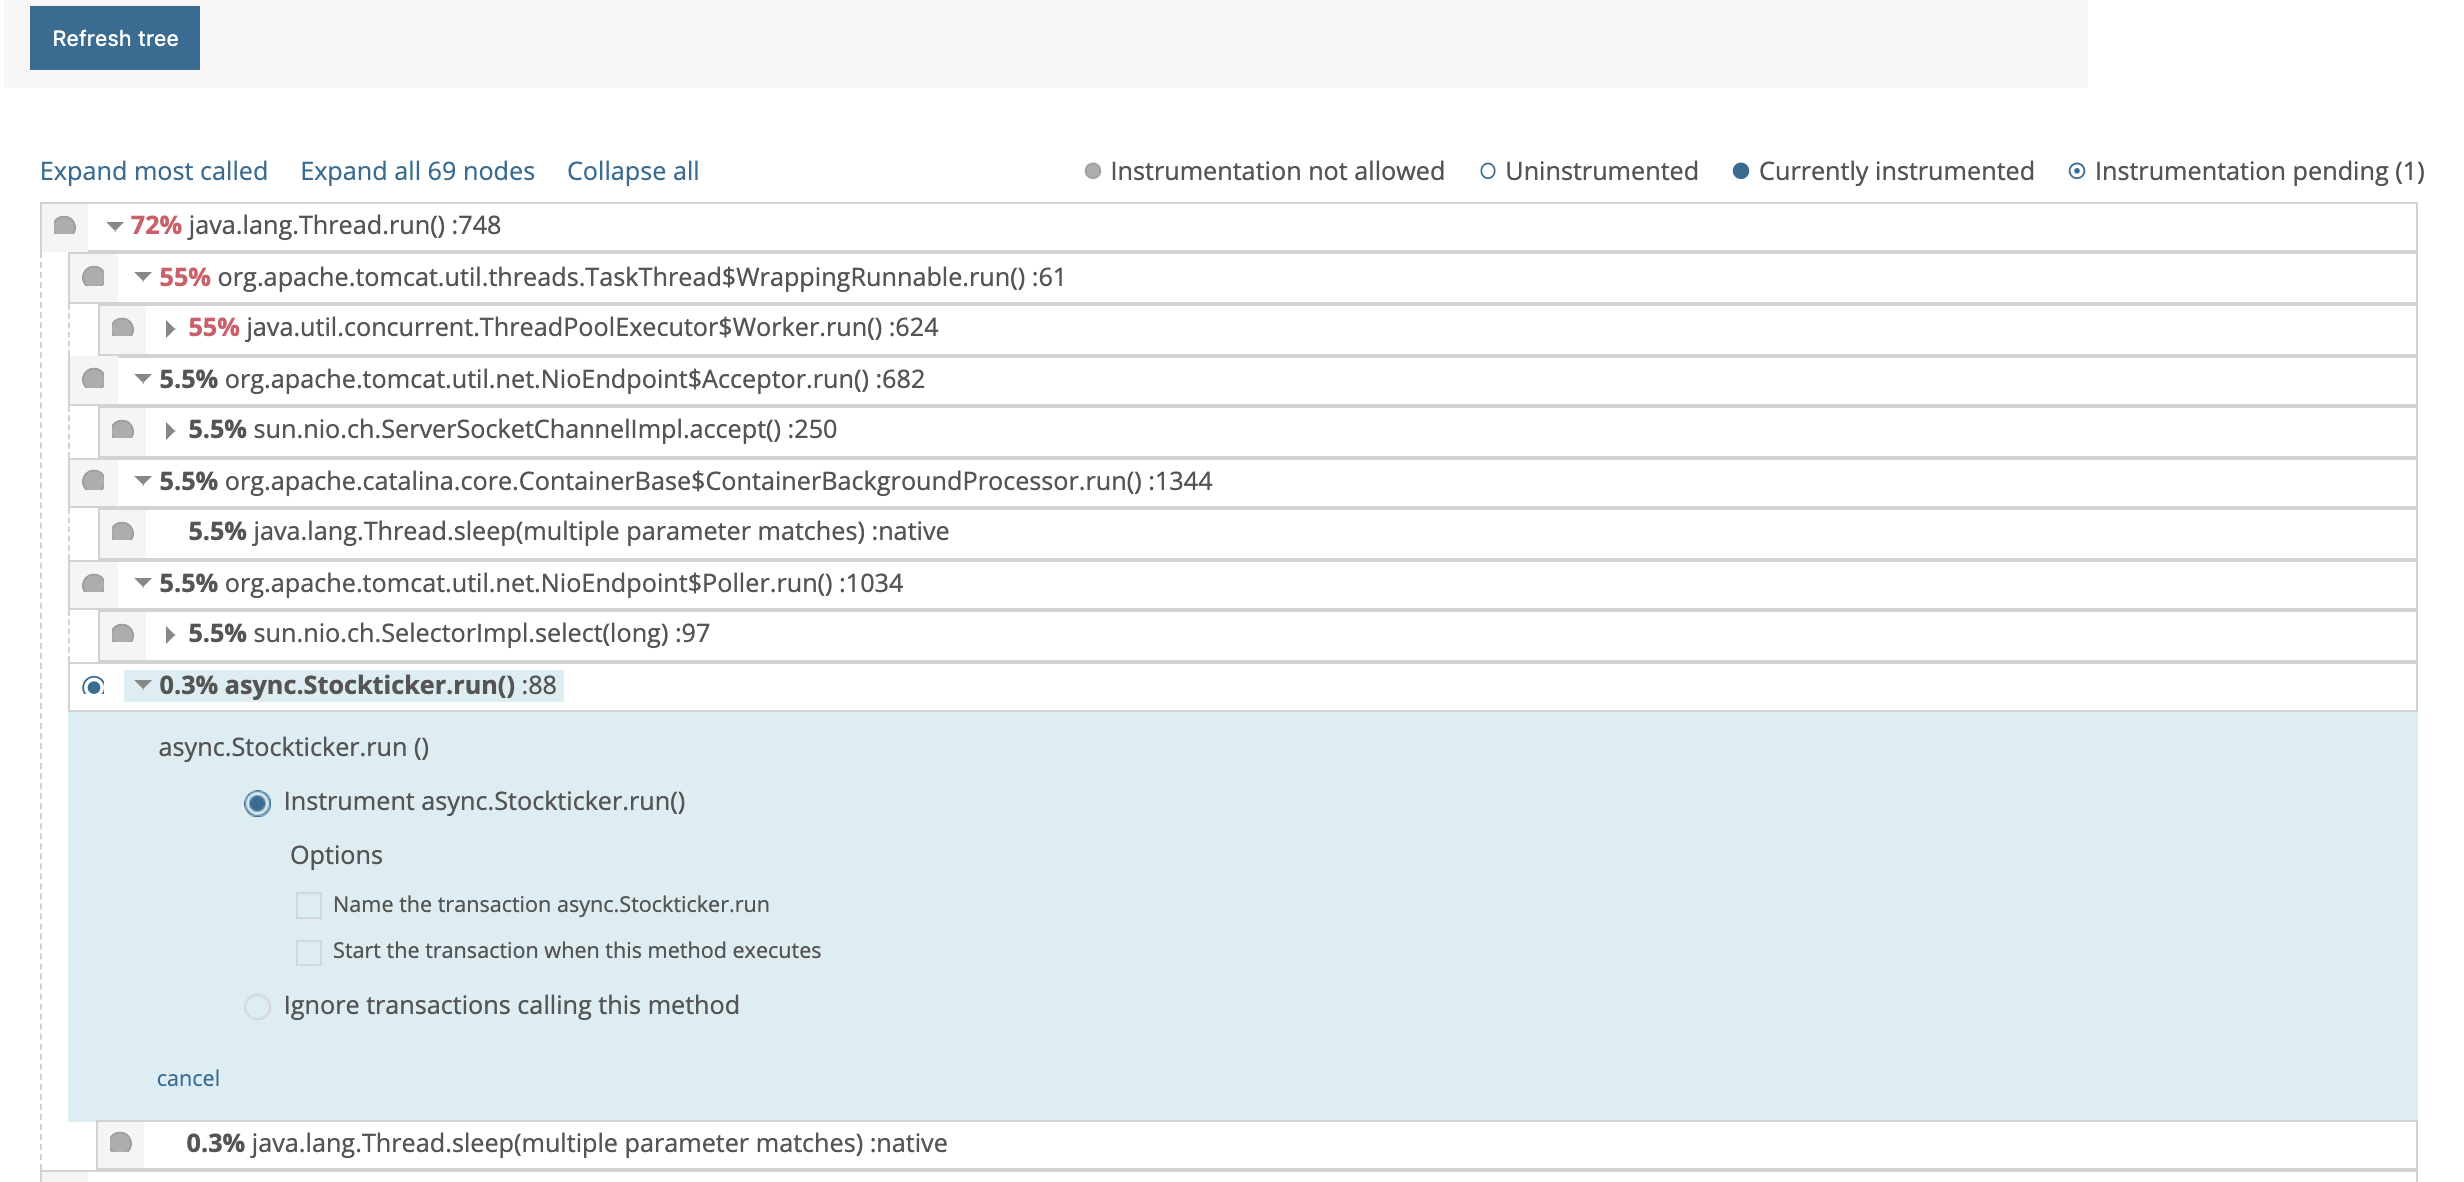 Refresh tree
Expand most called Expand all 69 nodes Collapse all Instrumentation not allowed Uninstrumented Currently instrumented Instrumentation pending (1)
72% java.lang.Thread.run() :748
55% org.apache.tomcat.util.threads.TaskThread$WrappingRunnable.run() :61
55% java.util.concurrent.ThreadPoolExecutor$Worker.run() :624
5.5% org.apache.tomcat.util.net.NioEndpoint$Acceptor.run() :682
5.5% sun.nio.ch.ServerSocketChannelImpl.accept() :250
5.5% org.apache.catalina.core.ContainerBase$ContainerBackgroundProcessor.run() :1344
5.5% java.lang.Thread.sleep(multiple parameter matches) :native
5.5% org.apache.tomcat.util.net.NioEndpoint$Poller.run() :1034
5.5% sun.nio.ch.SelectorImpl.select(long) :97
0.3% async.Stockticker.run() :88
async.Stockticker.run ()
Instrument async.Stockticker.run()
Options
Name the transaction async.Stockticker.run
Start the transaction when this method executes
Ignore transactions calling this method
cancel
0.3% java.lang.Thread.sleep(multiple parameter matches) :native